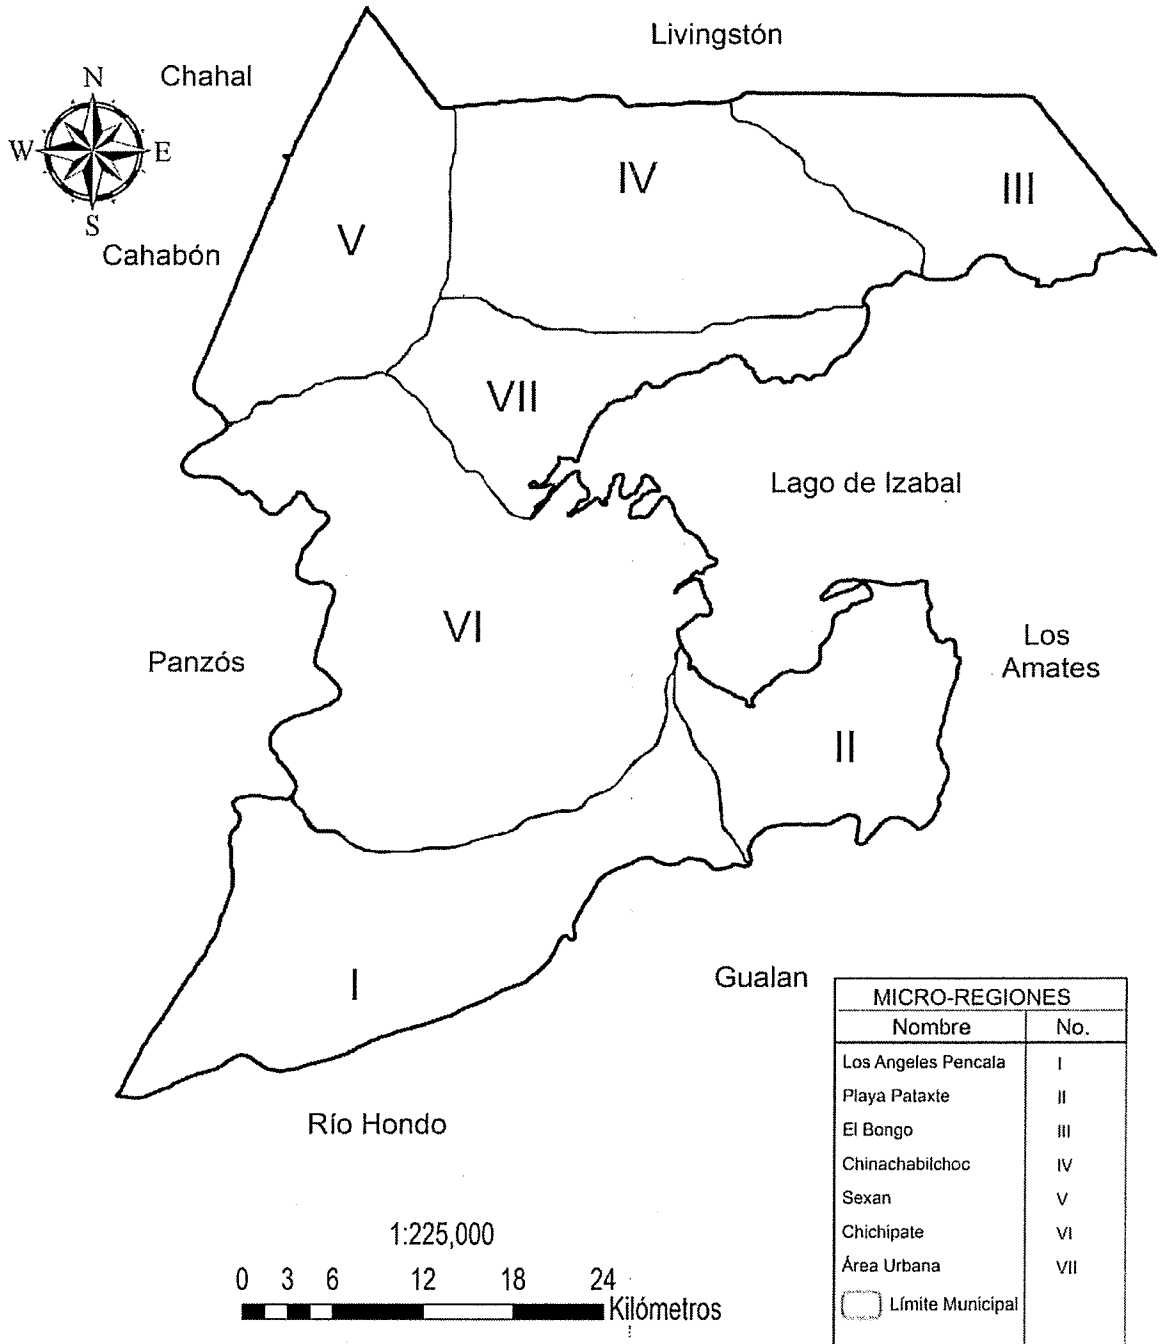 Livingstón
Chahal
N
W
E
S
Cahabón
IV
III
V
VII
Lago de Izabal
VI
Panzós
Los
Amates
II
I
Gualan
Río Hondo
MICRO-REGIONES
Nombre No.
Los Angeles Pencala I
Playa Pataxte II
El Bongo III
Chinachabilchoc IV
Sexan V
Chichipate VI
Área Urbana VII
Límite Municipal
1:225,000
0 3 6 12 18 24
Kilómetros